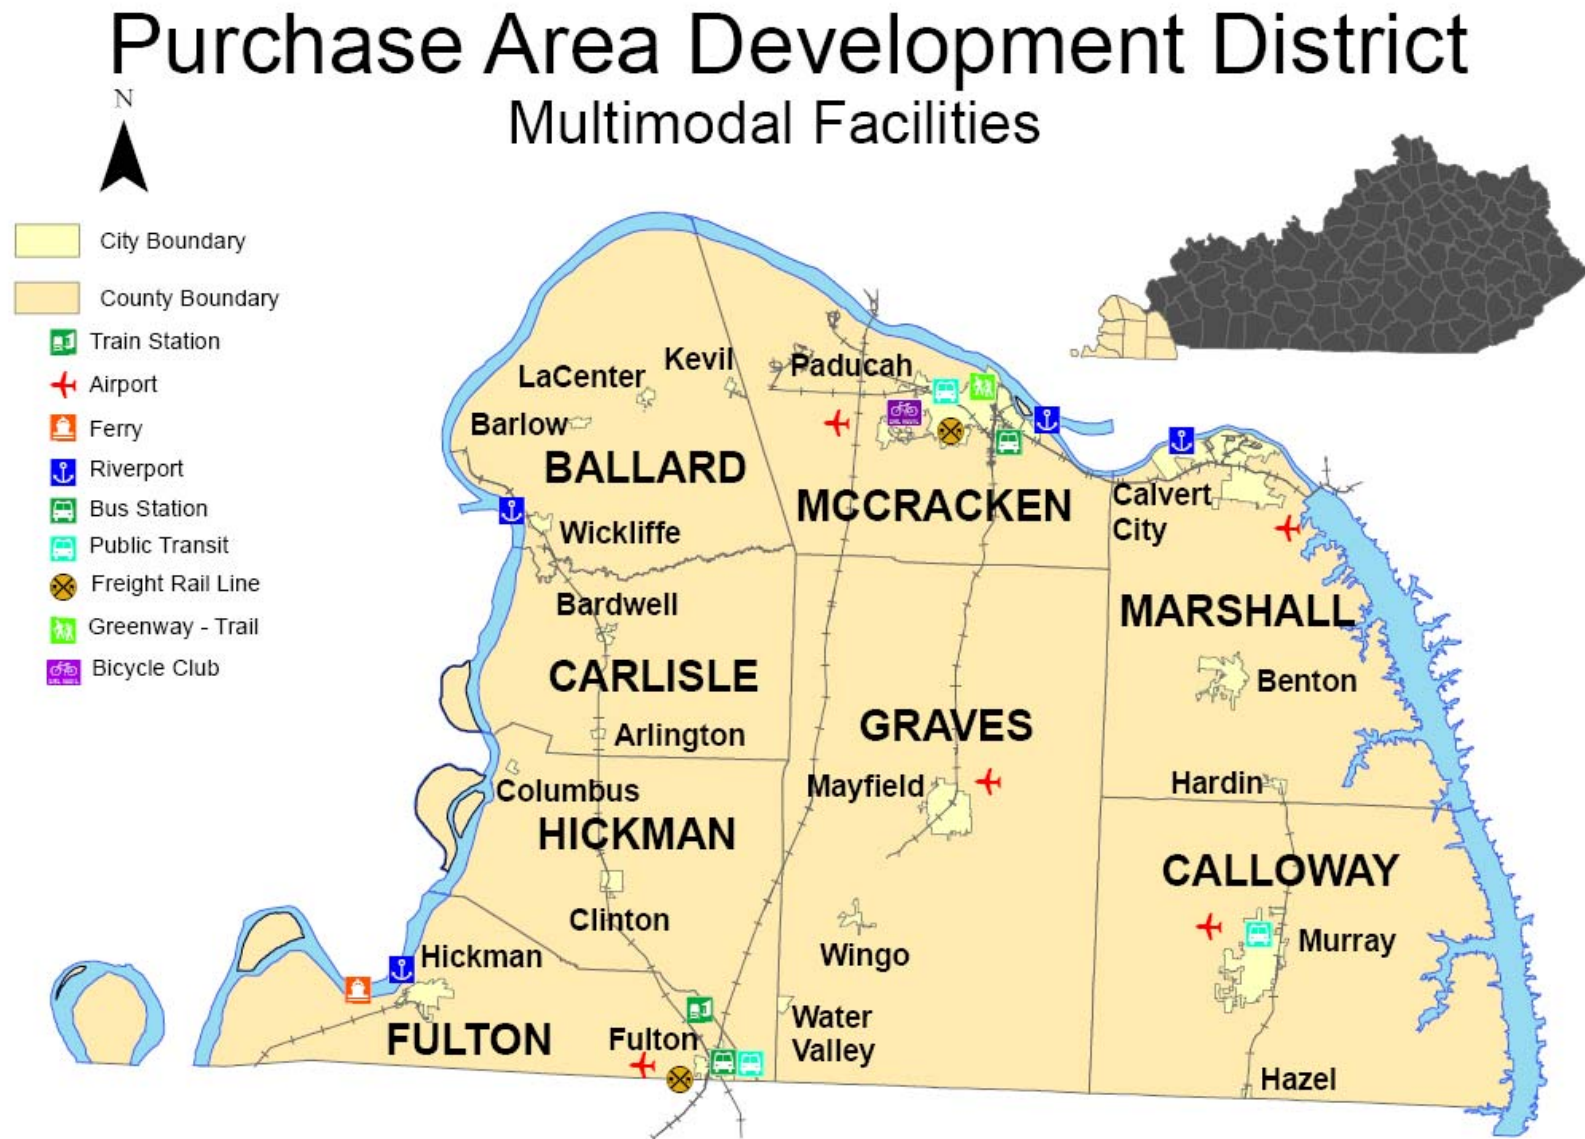 Purchase Area Development District
Multimodal Facilities
N
City Boundary
County Boundary
Train Station
Airport
Ferry
Riverport
Bus Station
Public Transit
Freight Rail Line
Greenway - Trail
Bicycle Club
LaCenter
Kevil
Paducah
Barlow
BALLARD
MCCRACKEN
Calvert
City
Wickliffe
Bardwell
MARSHALL
CARLISLE
Benton
Arlington
GRAVES
Columbus
Mayfield
Hardin
HICKMAN
CALLOWAY
Clinton
Hickman
Wingo
Murray
FULTON
Fulton
Water
Valley
Hazel